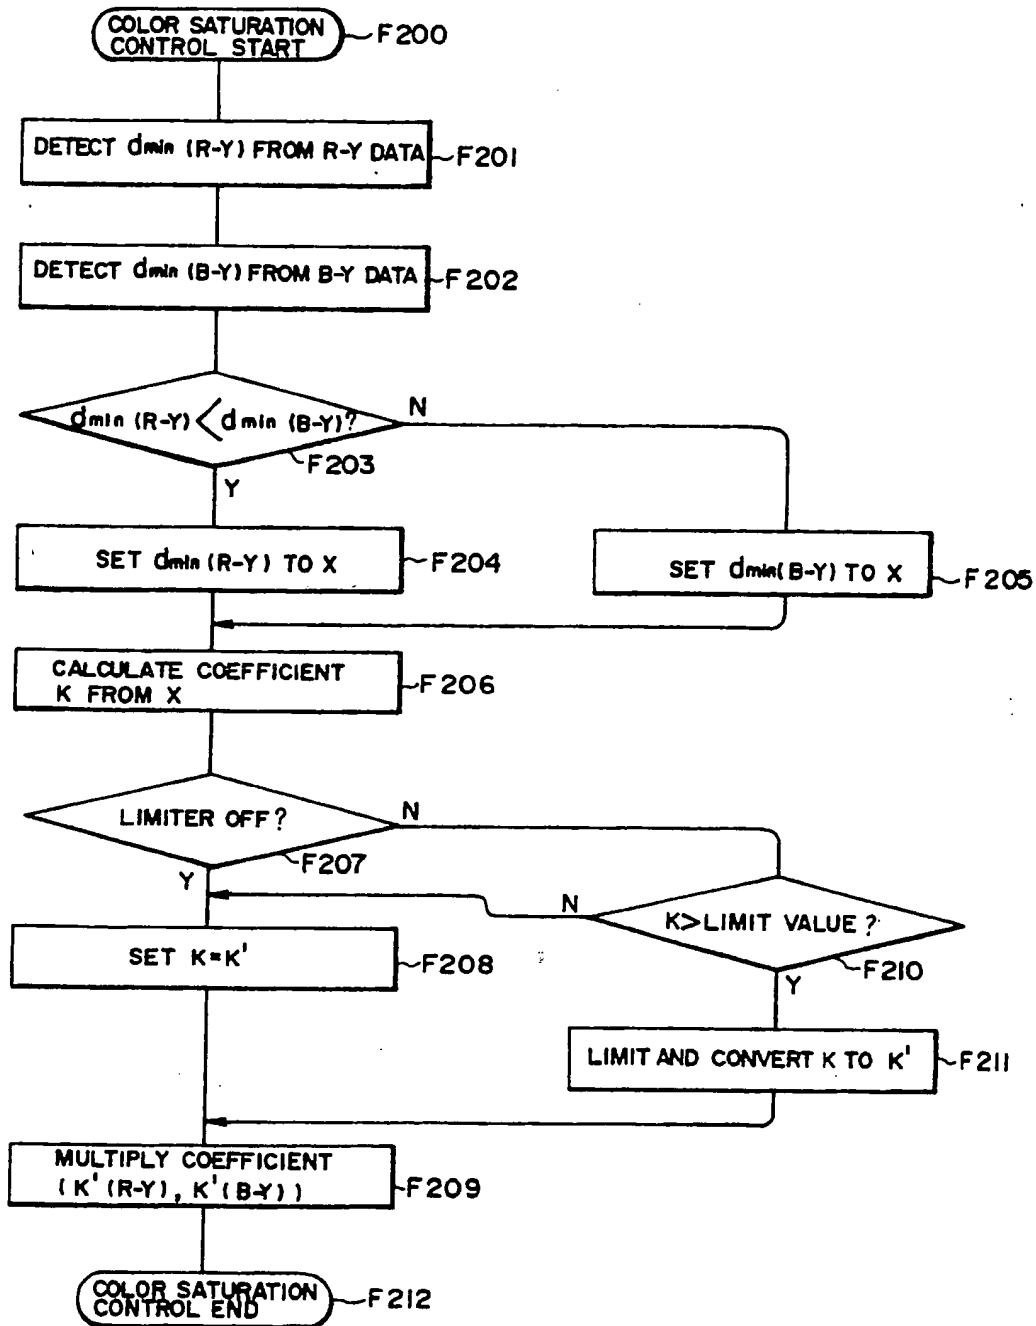 COLOR SATURATION
CONTROL START
F200
DETECT dmin (R-Y) FROM R-Y DATA
F201
DETECT dmin (B-Y) FROM B-Y DATA
F202
dmin (R-Y) < dmin (B-Y)?
N
F203
Y
SET dmin (R-Y) TO X
F204
SET dmin (B-Y) TO X
F205
CALCULATE COEFFICIENT
K FROM X
F206
LIMITER OFF?
N
F207
Y
N
K>LIMIT VALUE?
F210
Y
SET K=K'
F208
LIMIT AND CONVERT K TO K'
F211
MULTIPLY COEFFICIENT
(K'(R-Y), K'(B-Y))
F209
COLOR SATURATION
CONTROL END
F212